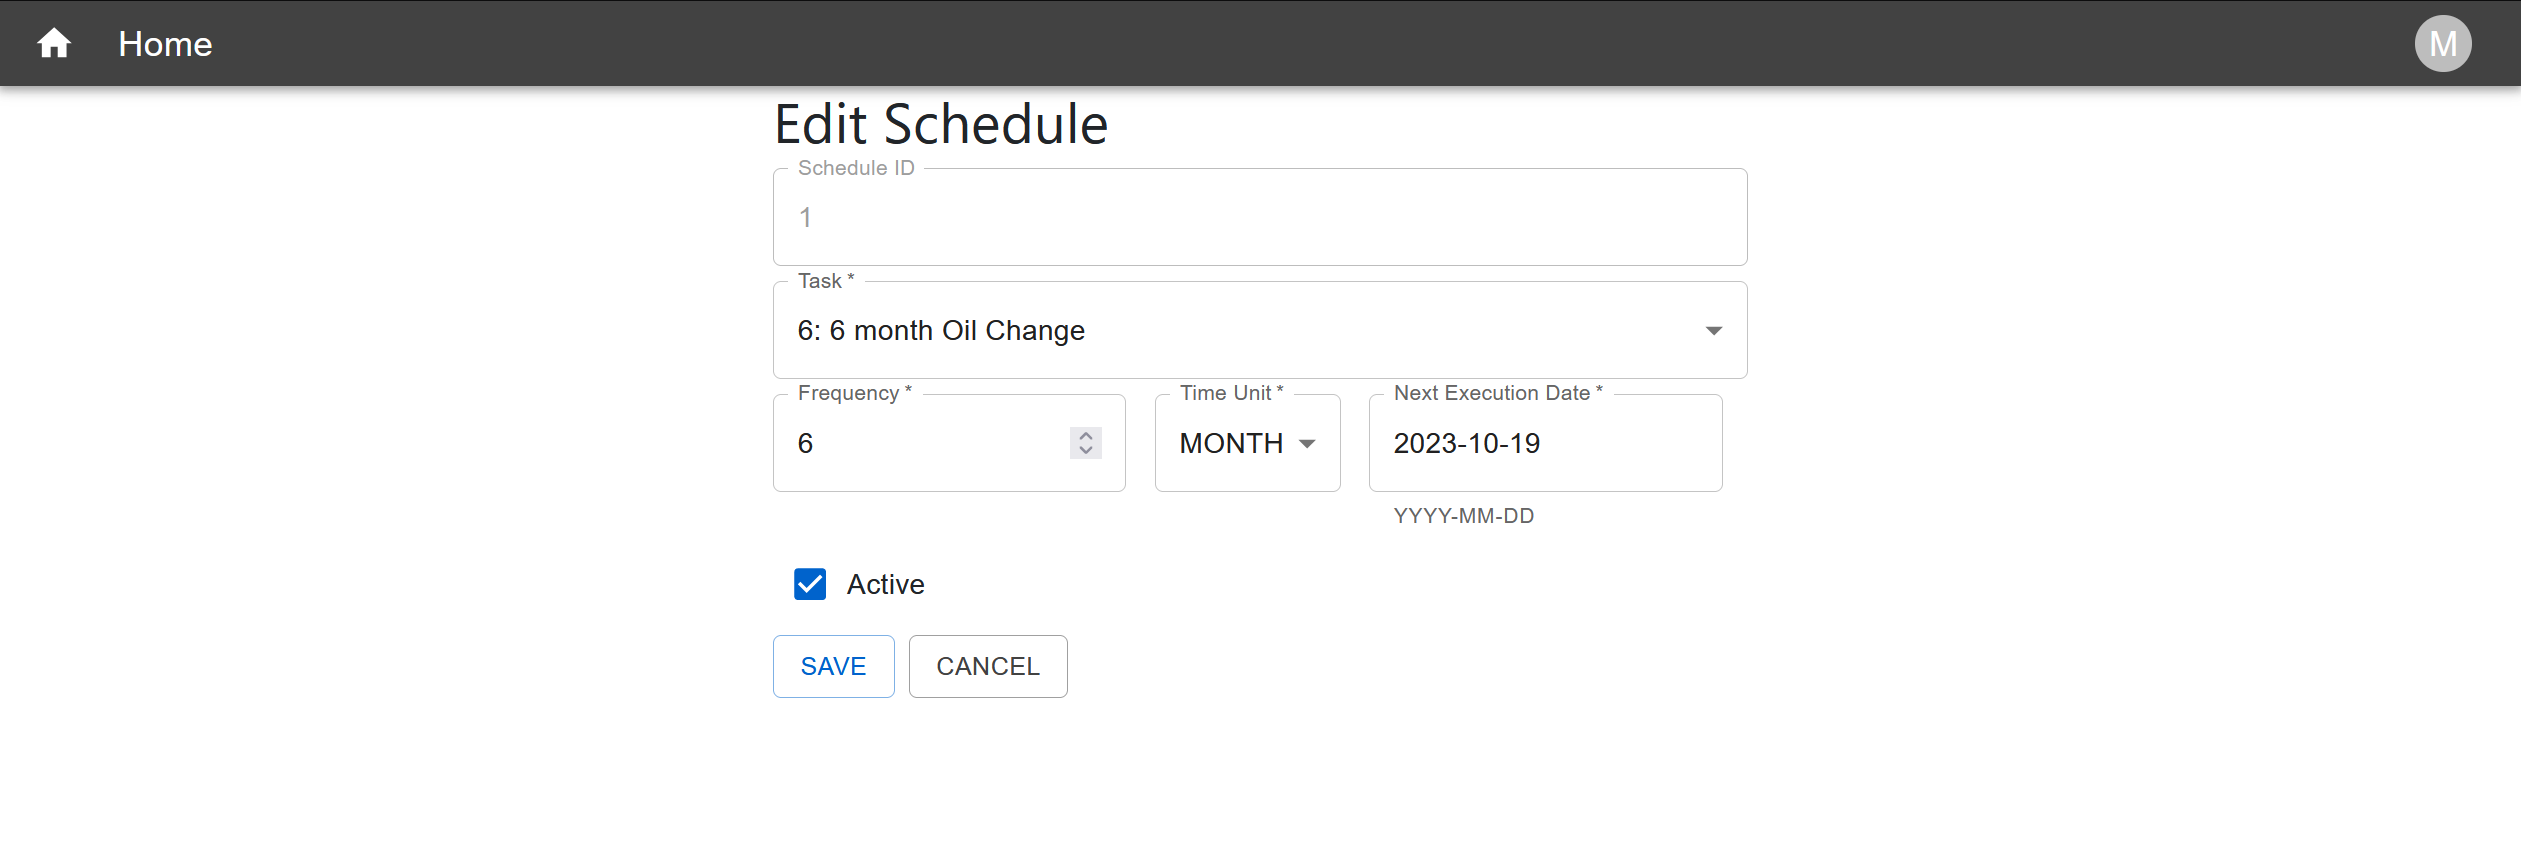 Home
M
Edit Schedule
Schedule ID
1
Task *
6: 6 month Oil Change
Frequency *
Time Unit *
Next Execution Date *
6
MONTH
2023-10-19
YYYY-MM-DD
Active
SAVE
CANCEL